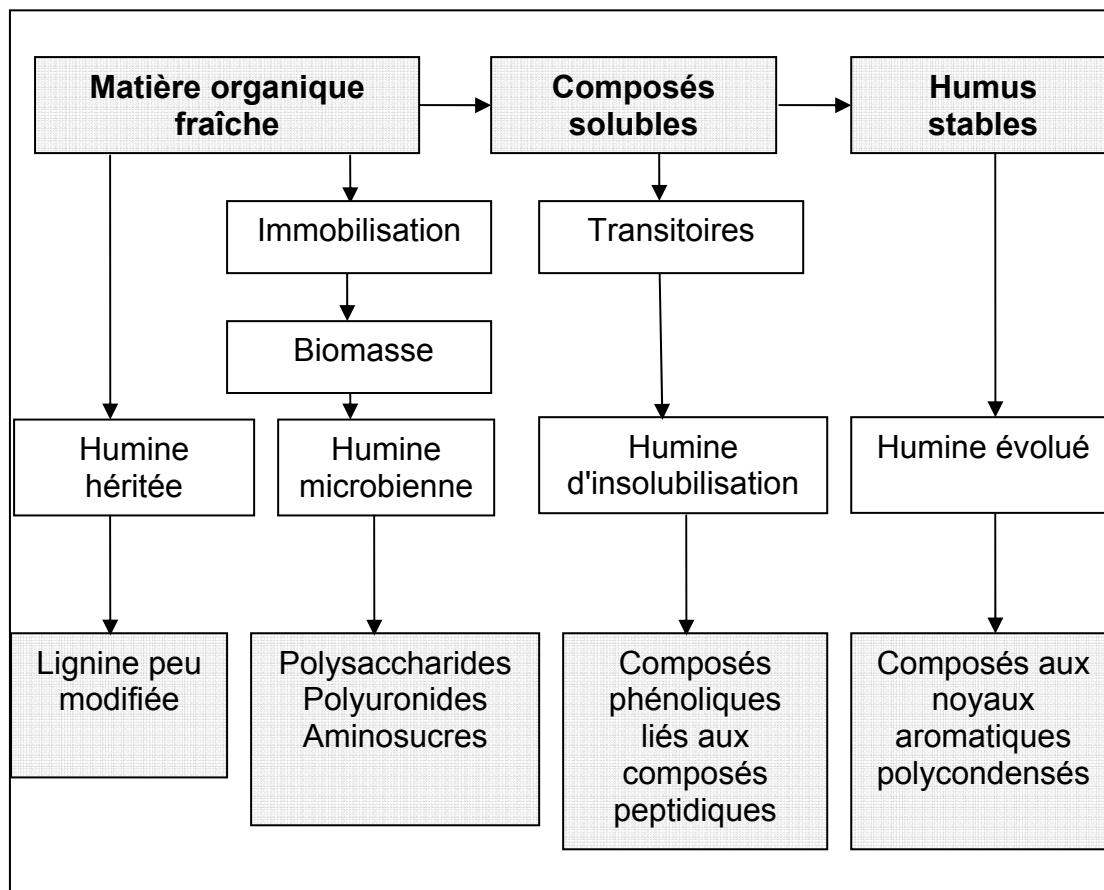 Matière organique
fraîche
Composés
solubles
Humus
stables
Immobilisation
Transitoires
Biomasse
Humine
héritée
Humine
microbienne
Humine
d'insolubilisation
Humine évolué
Lignine peu
modifiée
Polysaccharides
Polyuronides
Aminosucres
Composés
phénoliques
liés aux
composés
peptidiques
Composés aux
noyaux
aromatiques
polycondensés